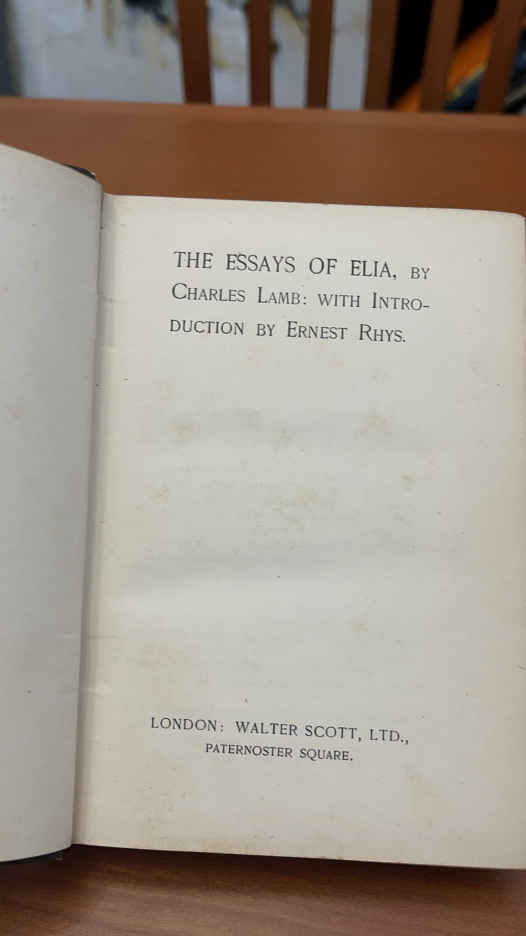 THE ESSAYS OF ELIA, BY
CHARLES LAMB: WITH INTRO-
DUCTION BY ERNEST RHYS.
LONDON: WALTER SCOTT, LTD.,
PATERNOSTER SQUARE.